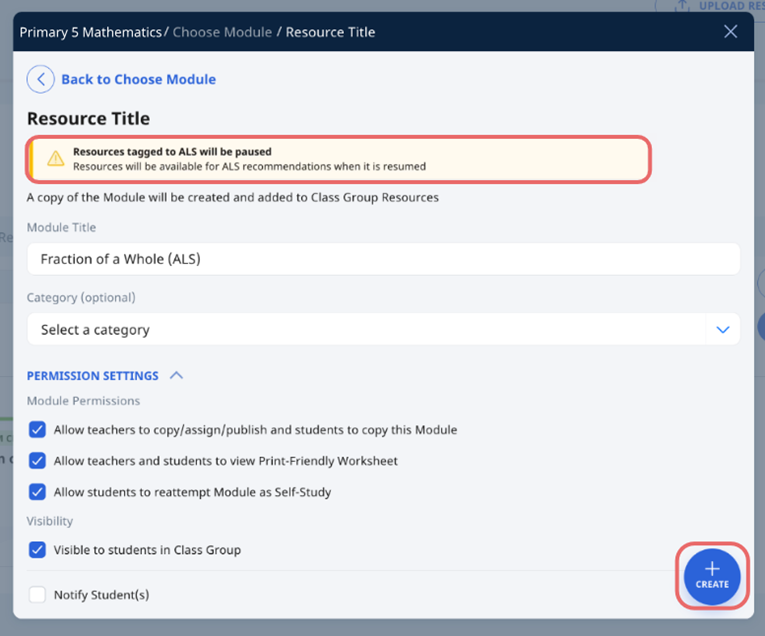 UPLOAD RES
Primary 5 Mathematics / Choose Module / Resource Title
Back to Choose Module
Resource Title
Resources tagged to ALS will be paused
Resources will be available for ALS recommendations when it is resumed
A copy of the Module will be created and added to Class Group Resources
Module Title
Fraction of a Whole (ALS)
Category (optional)
Select a category
PERMISSION SETTINGS
Module Permissions
Allow teachers to copy/assign/publish and students to copy this Module
Allow teachers and students to view Print-Friendly Worksheet
Allow students to reattempt Module as Self-Study
Visibility
Visible to students in Class Group
CREATE
Notify Student(s)